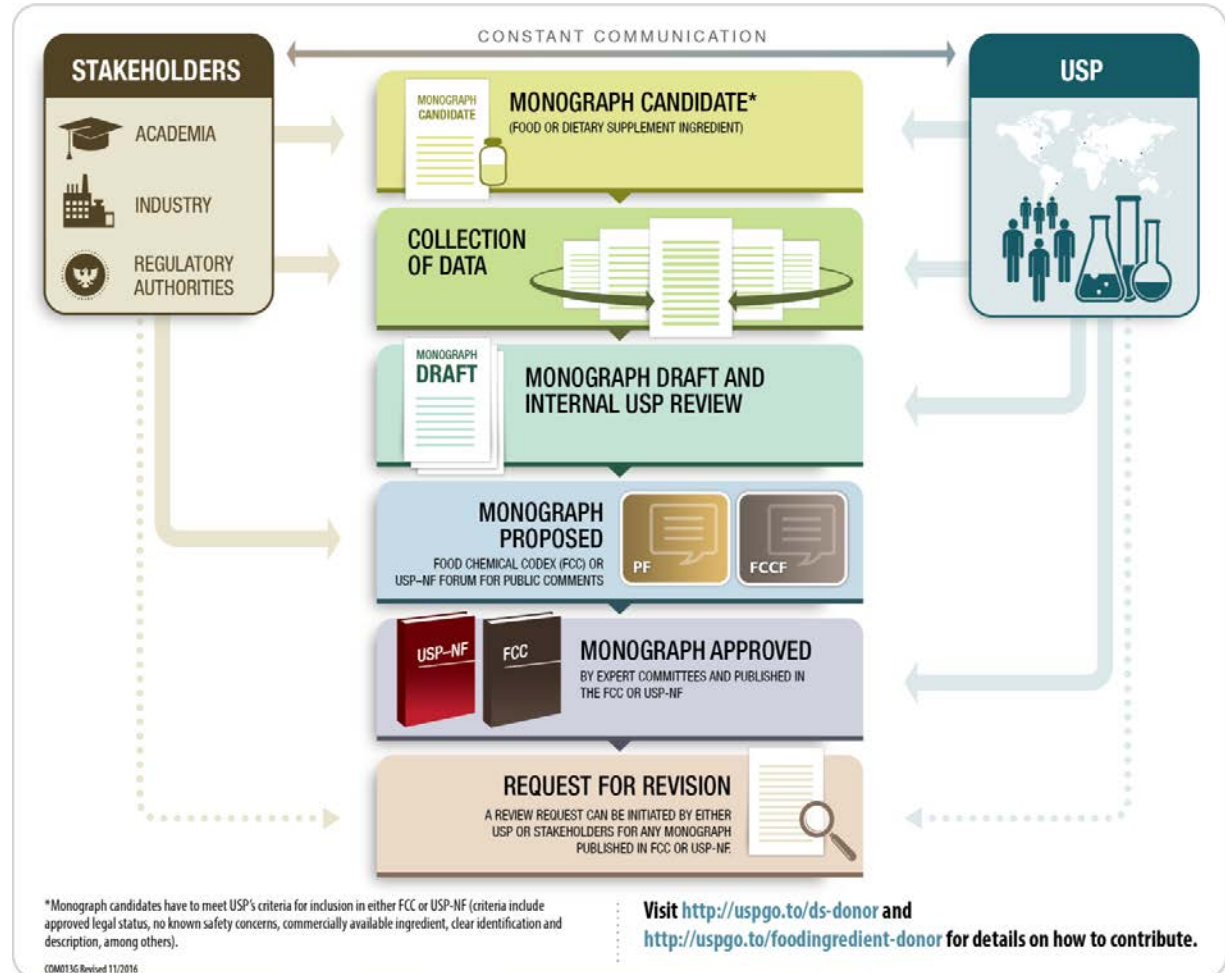 CONSTANT COMMUNICATION
STAKEHOLDERS
ACADEMIA
INDUSTRY
REGULATORY
AUTHORITIES
USP
MONOGRAPH
CANDIDATE
MONOGRAPH CANDIDATE*
(FOOD OR DIETARY SUPPLEMENT INGREDIENT)
COLLECTION
OF DATA
MONOGRAPH
DRAFT
MONOGRAPH DRAFT AND
INTERNAL USP REVIEW
MONOGRAPH
PROPOSED
FOOD CHEMICAL CODEX (FCC) OR
USP–NF FORUM FOR PUBLIC COMMENTS
PF
FCCF
USP–NF
FCC
MONOGRAPH APPROVED
BY EXPERT COMMITTEES AND PUBLISHED IN
THE FCC OR USP-NF
REQUEST FOR REVISION
A REVIEW REQUEST CAN BE INITIATED BY EITHER
USP OR STAKEHOLDERS FOR ANY MONOGRAPH
PUBLISHED IN FCC OR USP-NF.
*Monograph candidates have to meet USP's criteria for inclusion in either FCC or USP-NF (criteria include
approved legal status, no known safety concerns, commercially available ingredient, clear identification and
description, among others).
COM013G Revised 11/2016
Visit http://uspgo.to/ds-donor and
http://uspgo.to/foodingredient-donor for details on how to contribute.